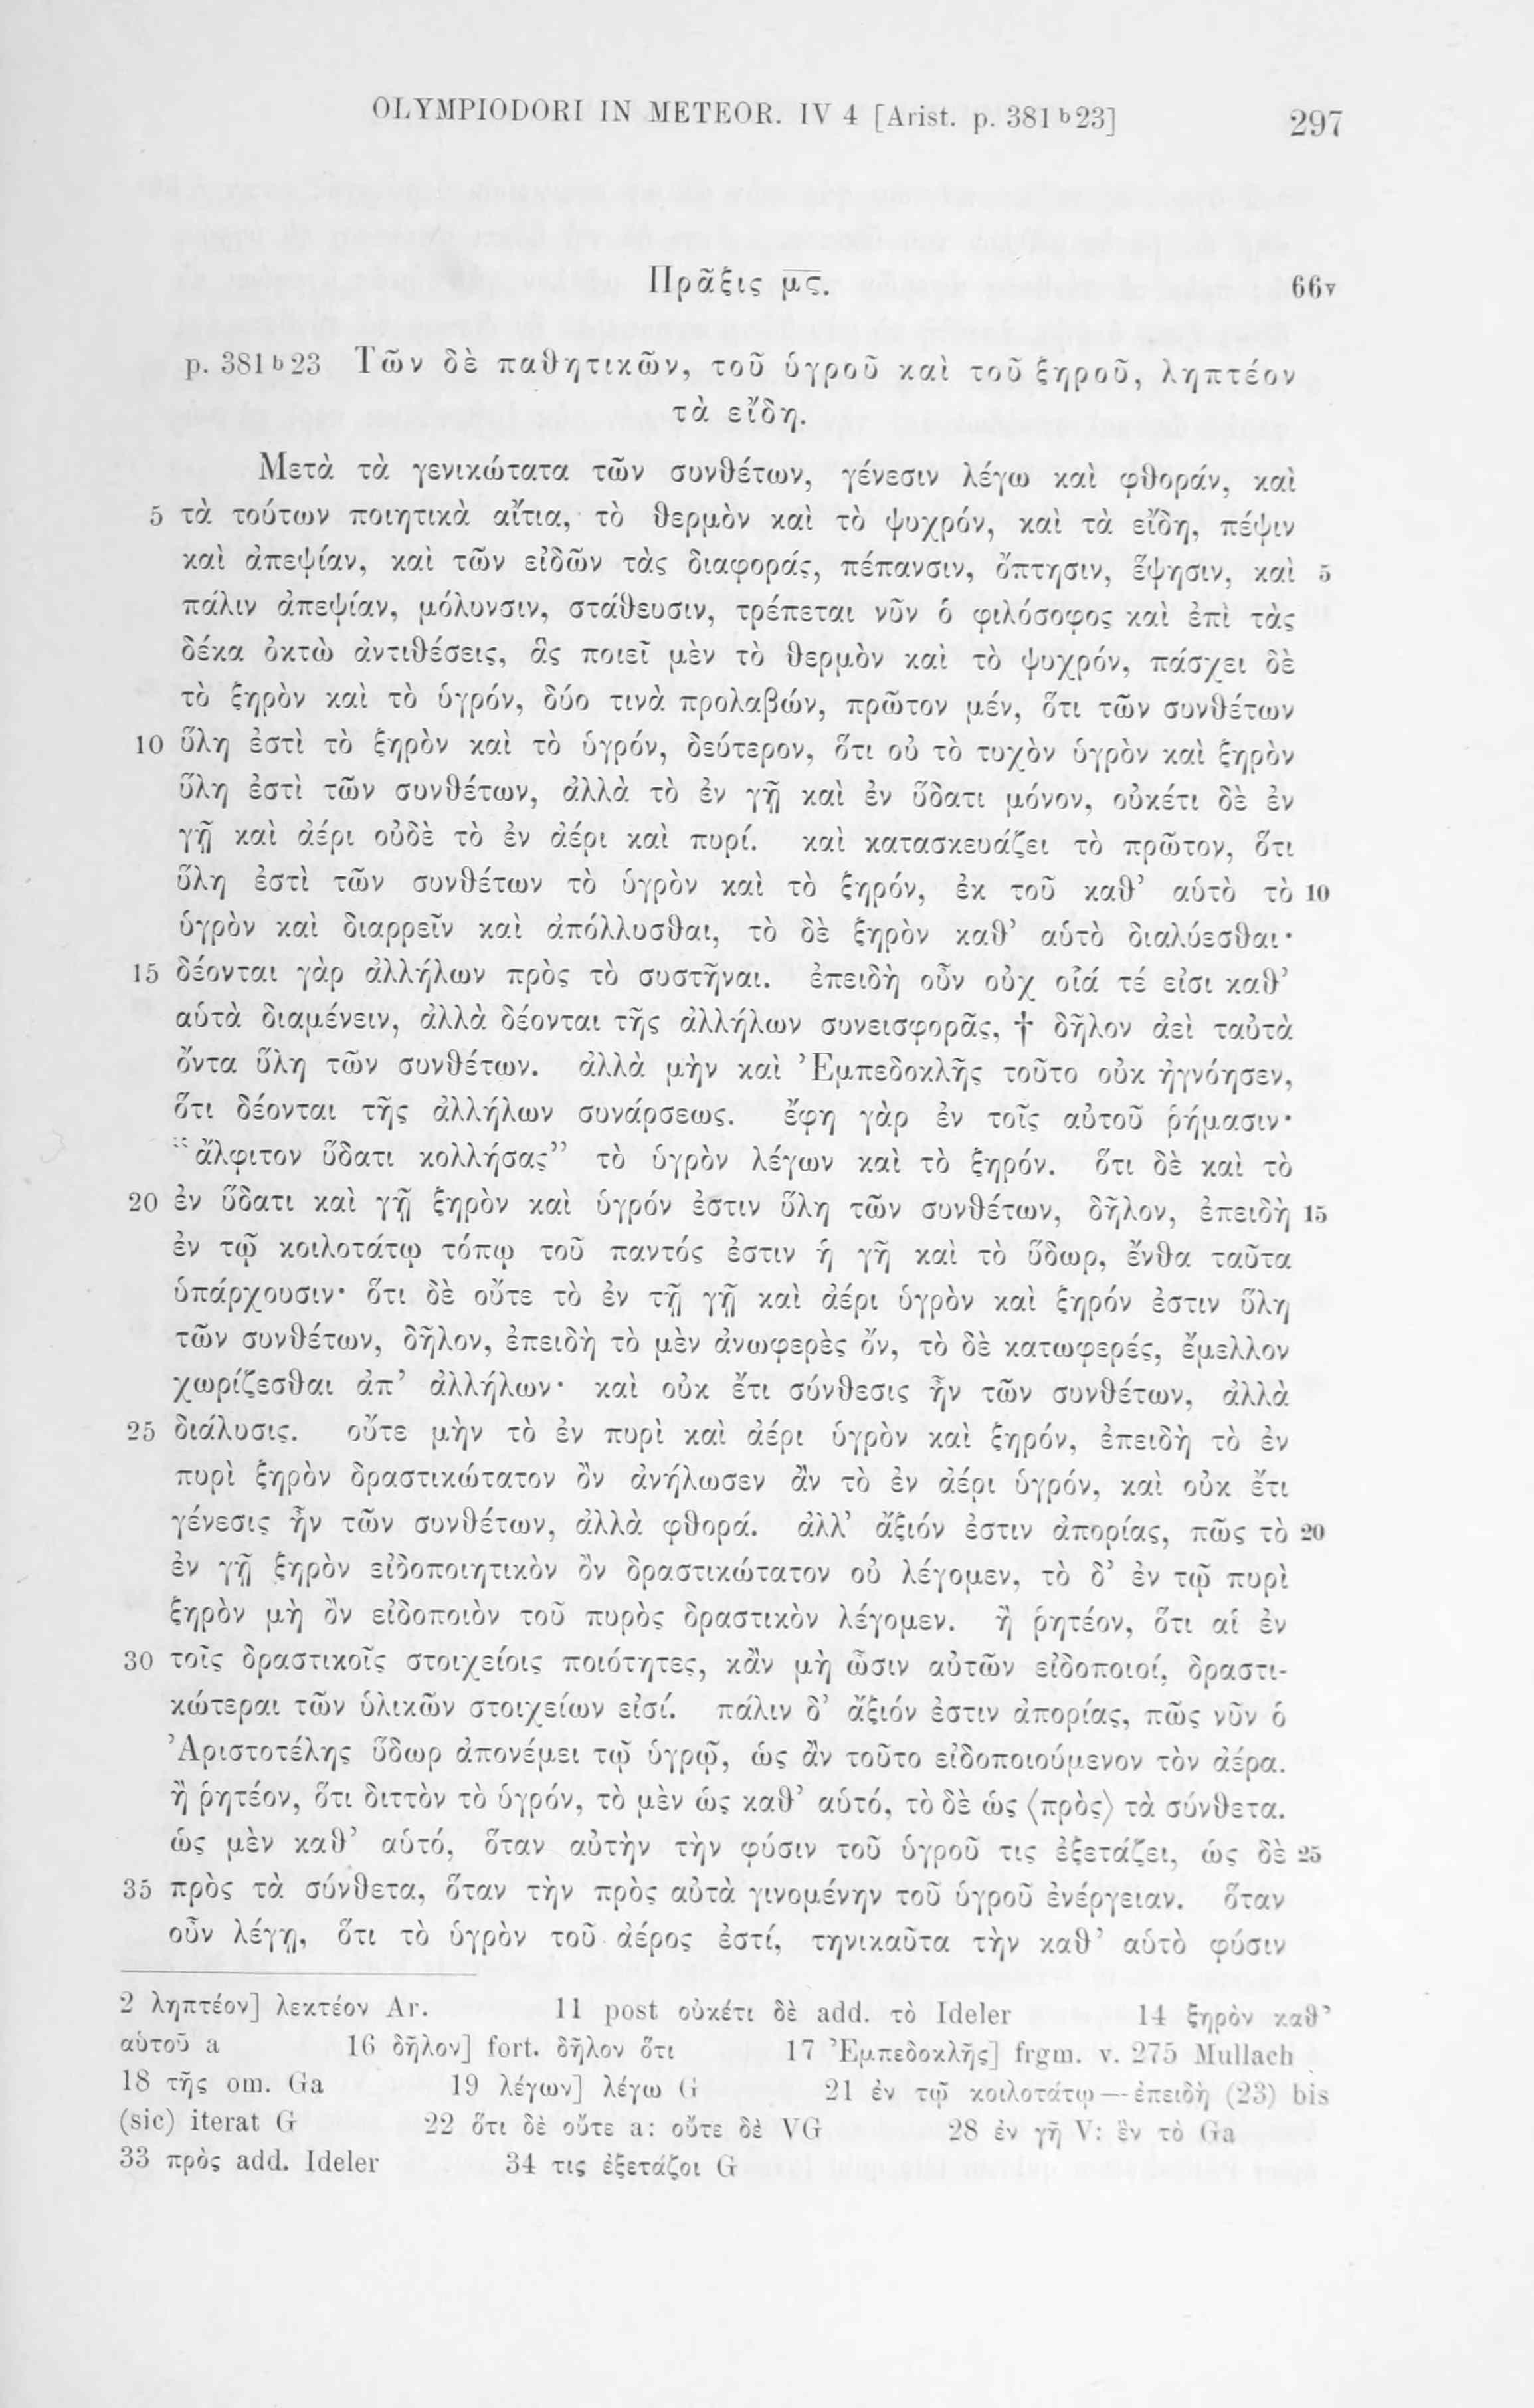 OLYMPIODORI IN METEOR. IV 4 [Arist. p. 381 b 23] 297
Πρᾶξις μϛ. 66v
p. 381 b 23 Τῶν δὲ παθητικῶν, τοῦ ὑγροῦ καὶ τοῦ ξηροῦ, ληπτέον
τὰ εἴδη.
Μετὰ τὰ γενικώτατα τῶν συνθέτων, γένεσιν λέγω καὶ φθοράν, καὶ
5 τὰ τούτων ποιητικὰ αἴτια, τὸ θερμὸν καὶ τὸ ψυχρόν, καὶ τὰ εἴδη, πέψιν
καὶ ἀπεψίαν, καὶ τῶν εἰδῶν τὰς διαφοράς, πέπανσιν, ὄπτησιν, ἕψησιν, καὶ 5
πάλιν ἀπεψίαν, μόλυνσιν, στάθευσιν, τρέπεται νῦν ὁ φιλόσοφος καὶ ἐπὶ τὰς
δέκα ὀκτὼ ἀντιθέσεις, ἃς ποιεῖ μὲν τὸ θερμὸν καὶ τὸ ψυχρόν, πάσχει δὲ
τὸ ξηρὸν καὶ τὸ ὑγρόν, δύο τινὰ προλαβών, πρῶτον μέν, ὅτι τῶν συνθέτων
10 ὕλη ἐστὶ τὸ ξηρὸν καὶ τὸ ὑγρόν, δεύτερον, ὅτι οὐ τὸ τυχὸν ὑγρὸν καὶ ξηρὸν
ὕλη ἐστὶ τῶν συνθέτων, ἀλλὰ τὸ ἐν γῇ καὶ ἐν ὕδατι μόνον, οὐκέτι δὲ ἐν
γῇ καὶ ἀέρι οὐδὲ τὸ ἐν ἀέρι καὶ πυρί. καὶ κατασκευάζει τὸ πρῶτον, ὅτι
ὕλη ἐστὶ τῶν συνθέτων τὸ ὑγρὸν καὶ τὸ ξηρόν, ἐκ τοῦ καθ’ αὑτὸ τὸ 10
ὑγρὸν καὶ διαρρεῖν καὶ ἀπόλλυσθαι, τὸ δὲ ξηρὸν καθ’ αὑτὸ διαλύεσθαι·
15 δέονται γὰρ ἀλλήλων πρὸς τὸ συστῆναι. ἐπειδὴ οὖν οὐχ οἷά τέ εἰσι καθ’
αὑτὰ διαμένειν, ἀλλὰ δέονται τῆς ἀλλήλων συνεισφορᾶς, † δῆλον ἀεὶ ταὐτὰ
ὄντα ὕλη τῶν συνθέτων. ἀλλὰ μὴν καὶ Ἐμπεδοκλῆς τοῦτο οὐκ ἠγνόησεν,
ὅτι δέονται τῆς ἀλλήλων συνάρσεως. ἔφη γὰρ ἐν τοῖς αὐτοῦ ῥήμασιν·
“ἄλφιτον ὕδατι κολλήσας” τὸ ὑγρὸν λέγων καὶ τὸ ξηρόν. ὅτι δὲ καὶ τὸ
20 ἐν ὕδατι καὶ γῇ ξηρὸν καὶ ὑγρόν ἐστιν ὕλη τῶν συνθέτων, δῆλον, ἐπειδὴ 15
ἐν τῷ κοιλοτάτῳ τόπῳ τοῦ παντός ἐστιν ἡ γῆ καὶ τὸ ὕδωρ, ἔνθα ταῦτα
ὑπάρχουσιν· ὅτι δὲ οὔτε τὸ ἐν τῇ γῇ καὶ ἀέρι ὑγρὸν καὶ ξηρόν ἐστιν ὕλη
τῶν συνθέτων, δῆλον, ἐπειδὴ τὸ μὲν ἀνωφερὲς ὄν, τὸ δὲ κατωφερές, ἔμελλον
χωρίζεσθαι ἀπ’ ἀλλήλων· καὶ οὐκ ἔτι σύνθεσις ἦν τῶν συνθέτων, ἀλλὰ
25 διάλυσις. οὔτε μὴν τὸ ἐν πυρὶ καὶ ἀέρι ὑγρὸν καὶ ξηρόν, ἐπειδὴ τὸ ἐν
πυρὶ ξηρὸν δραστικώτατον ὂν ἀνήλωσεν ἂν τὸ ἐν ἀέρι ὑγρόν, καὶ οὐκ ἔτι
γένεσις ἦν τῶν συνθέτων, ἀλλὰ φθορά. ἀλλ’ ἄξιόν ἐστιν ἀπορίας, πῶς τὸ 20
ἐν γῇ ξηρὸν εἰδοποιητικὸν ὂν δραστικώτατον οὐ λέγομεν, τὸ δ’ ἐν τῷ πυρὶ
ξηρὸν μὴ ὂν εἰδοποιὸν τοῦ πυρὸς δραστικὸν λέγομεν. ἢ ῥητέον, ὅτι αἱ ἐν
30 τοῖς δραστικοῖς στοιχείοις ποιότητες, κἂν μὴ ὦσιν αὐτῶν εἰδοποιοί, δραστι-
κώτεραι τῶν ὑλικῶν στοιχείων εἰσί. πάλιν δ’ ἄξιόν ἐστιν ἀπορίας, πῶς νῦν ὁ
Ἀριστοτέλης ὕδωρ ἀπονέμει τῷ ὑγρῷ, ὡς ἂν τοῦτο εἰδοποιούμενον τὸν ἀέρα.
ἢ ῥητέον, ὅτι διττὸν τὸ ὑγρόν, τὸ μὲν ὡς καθ’ αὑτό, τὸ δὲ ὡς ⟨πρὸς⟩ τὰ σύνθετα.
ὡς μὲν καθ’ αὑτό, ὅταν αὐτὴν τὴν φύσιν τοῦ ὑγροῦ τις ἐξετάζει, ὡς δὲ 25
35 πρὸς τὰ σύνθετα, ὅταν τὴν πρὸς αὐτὰ γινομένην τοῦ ὑγροῦ ἐνέργειαν. ὅταν
οὖν λέγῃ, ὅτι τὸ ὑγρὸν τοῦ ἀέρος ἐστί, τηνικαῦτα τὴν καθ’ αὑτὸ φύσιν
2 ληπτέον] λεκτέον Ar. 11 post οὐκέτι δὲ add. τὸ Ideler 14 ξηρὸν καθ’
αὑτοῦ a 16 δῆλον] fort. δῆλον ὅτι 17 Ἐμπεδοκλῆς] frgm. v. 275 Mullach
18 τῆς om. Ga 19 λέγων] λέγω G 21 ἐν τῷ κοιλοτάτῳ—ἐπειδὴ (23) bis
(sic) iterat G 22 ὅτι δὲ οὔτε a: οὔτε δὲ VG 28 ἐν γῇ V: ἓν τὸ Ga
33 πρὸς add. Ideler 34 τις ἐξετάζοι G